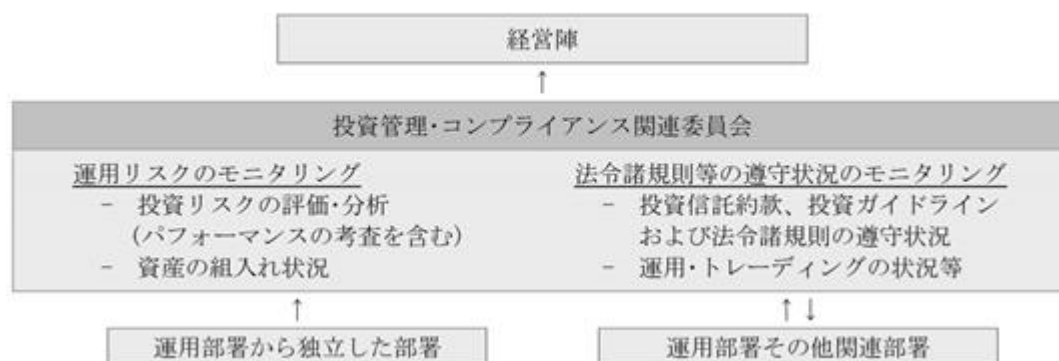 経営陣
↑
投資管理･コンプライアンス関連委員会
運用リスクのモニタリング
− 投資リスクの評価･分析
(パフォーマンスの考査を含む)
− 資産の組入れ状況
法令諸規則等の遵守状況のモニタリング
− 投資信託約款、投資ガイドライン
および法令諸規則の遵守状況
− 運用･トレーディングの状況等
↑
↑↓
運用部署から独立した部署
運用部署その他関連部署